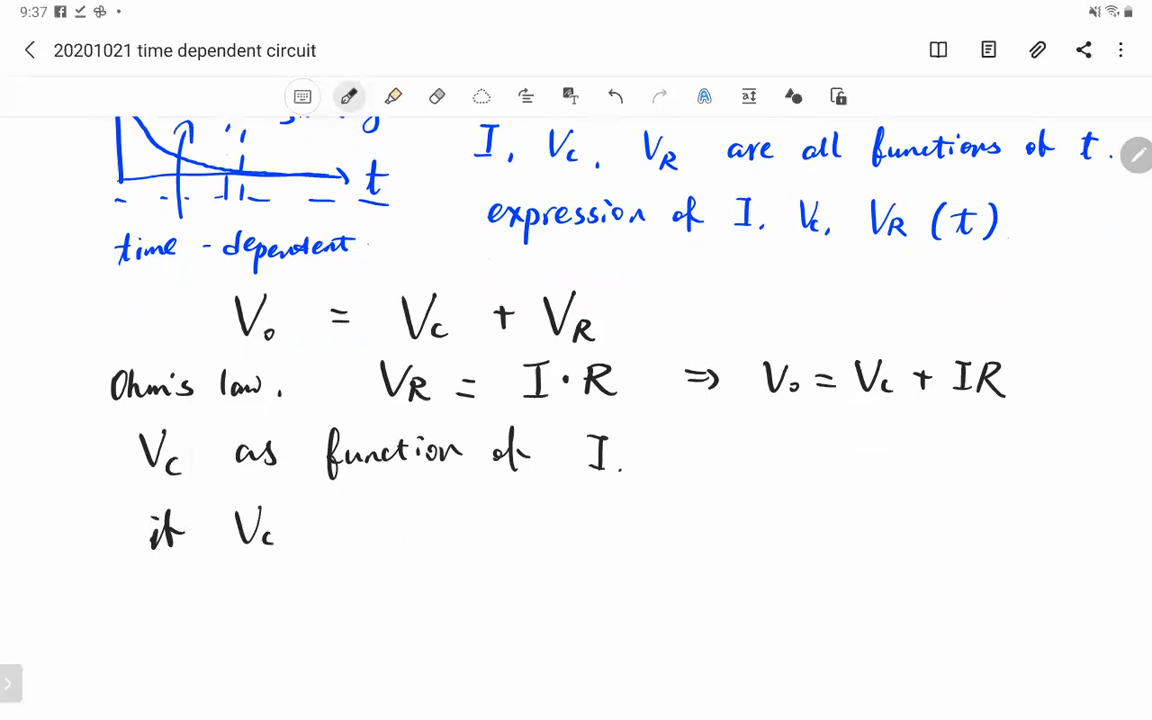 9:37
20201021 time dependent circuit
I, Vc, VR are all functions of t.
t
expression of I, Vc, VR (t)
time - dependent
V₀ = Vc + VR
Ohm's law. VR = I · R ⇒ V₀ = Vc + IR
Vc as function of I.
if Vc